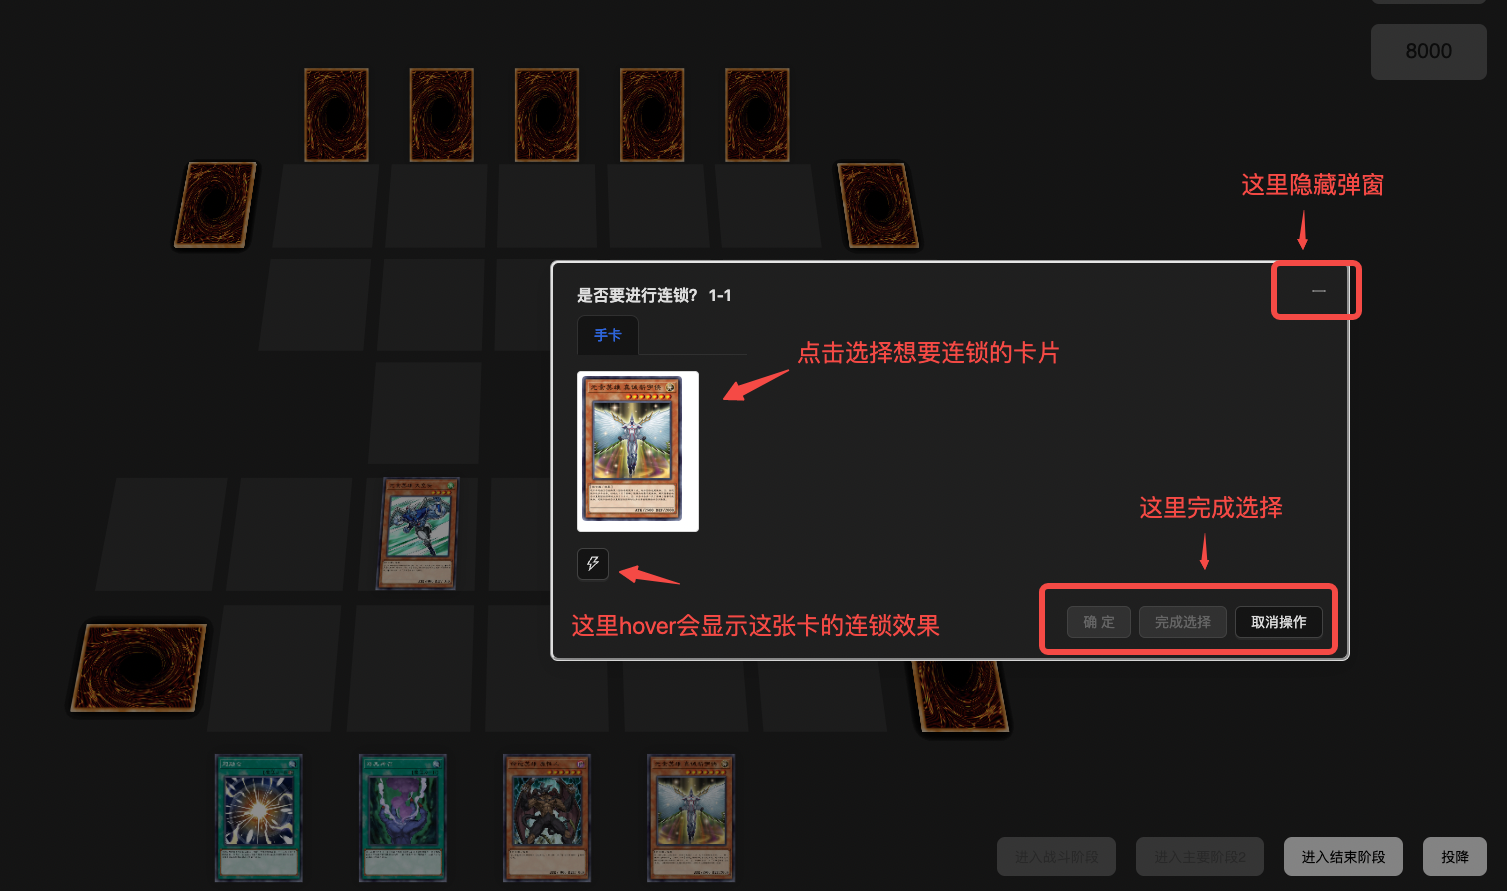 8000
这里隐藏弹窗
是否要进行连锁? 1-1
手卡
点击选择想要连锁的卡片
这里完成选择
这里hover会显示这张卡的连锁效果
确 定
完成选择
取消操作
进入战斗阶段
进入主要阶段2
进入结束阶段
投降